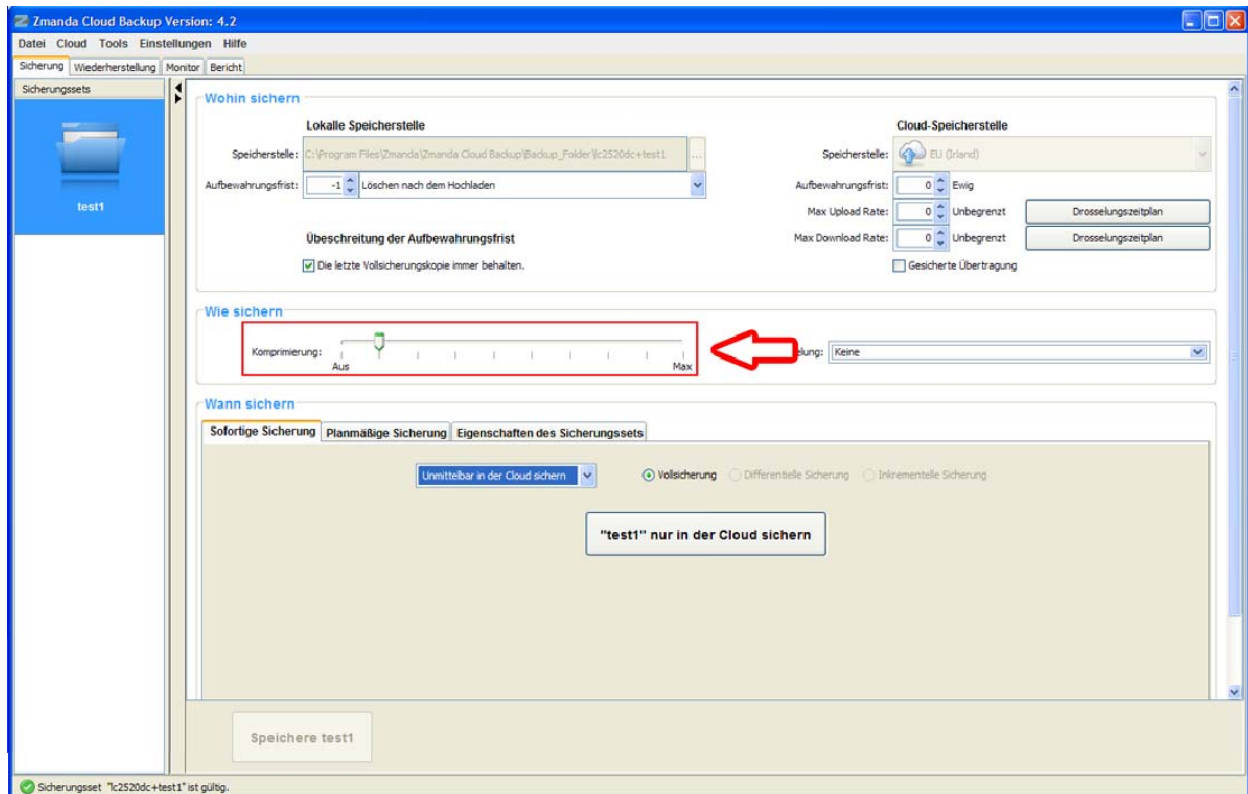 Zmanda Cloud Backup Version: 4.2
Datei Cloud Tools Einstellungen Hilfe
Sicherung Wiederherstellung Monitor Bericht
Sicherungssets
test1
Wohin sichern
Lokalle Speicherstelle
Cloud-Speicherstelle
Speicherstelle: C:\Program Files\Zmanda\Zmanda Cloud Backup\Backup_Folder\lc2520dc+test1 ...
Speicherstelle: EU (Irland)
Aufbewahrungsfrist: -1 Löschen nach dem Hochladen
Aufbewahrungsfrist: 0 Ewig
Max Upload Rate: 0 Unbegrenzt Drosselungszeitplan
Übeschreitung der Aufbewahrungsfrist
Max Download Rate: 0 Unbegrenzt Drosselungszeitplan
Die letzte Vollsicherungskopie immer behalten.
Gesicherte Übertragung
Wie sichern
Komprimierung:
Aus Max
elung: Keine
Wann sichern
Sofortige Sicherung Planmäßige Sicherung Eigenschaften des Sicherungssets
Unmittelbar in der Cloud sichern Vollsicherung Differentielle Sicherung Inkrementelle Sicherung
"test1" nur in der Cloud sichern
Speichere test1
Sicherungsset "lc2520dc+test1" ist gültig.